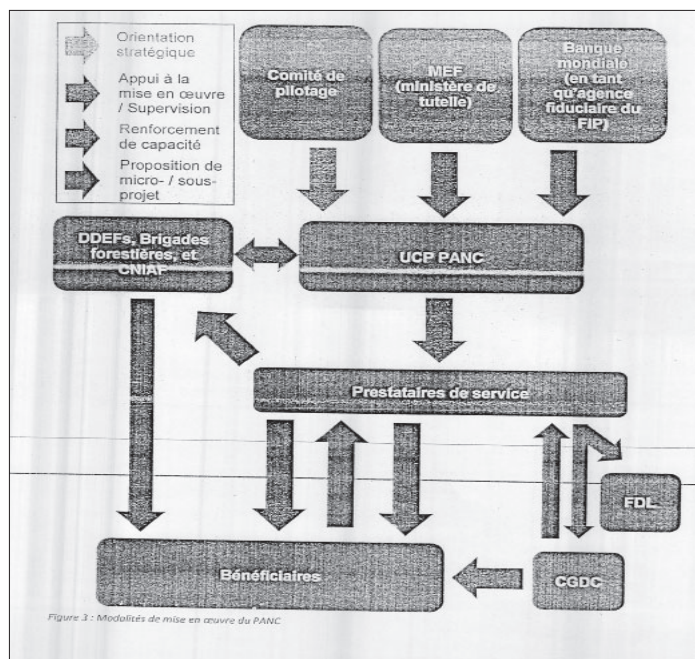 Orientation
stratégique
Appui à la
mise en œuvre
/ Supervision
Renforcement
de capacité
Proposition de
micro- / sous-
projet
Comité de
pilotage
MEF
(ministère de
tutelle)
Banque
mondiale
(en tant
qu'agence
fiduciaire du
FIP)
DDEFs, Brigades
forestières, et
CNIAF
UCP PANC
Prestataires de service
FDL
Bénéficiaires
CGDC
Figure 3 : Modalités de mise en œuvre du PANC